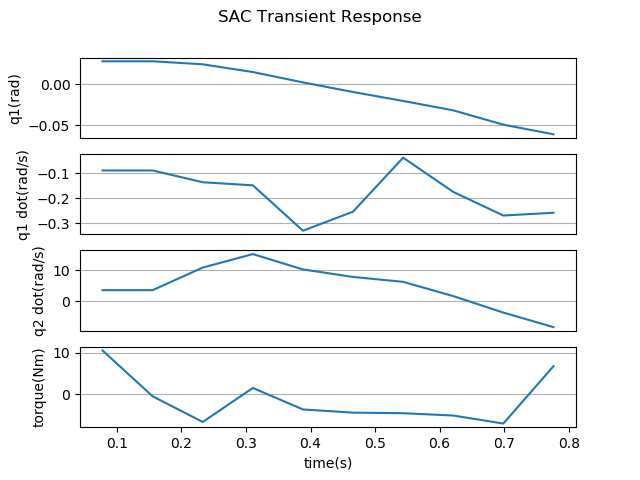 SAC Transient Response
q1(rad)
0.00
−0.05
q1 dot(rad/s)
−0.1
−0.2
−0.3
q2 dot(rad/s)
10
0
torque(Nm)
10
0
0.1 0.2 0.3 0.4 0.5 0.6 0.7 0.8
time(s)